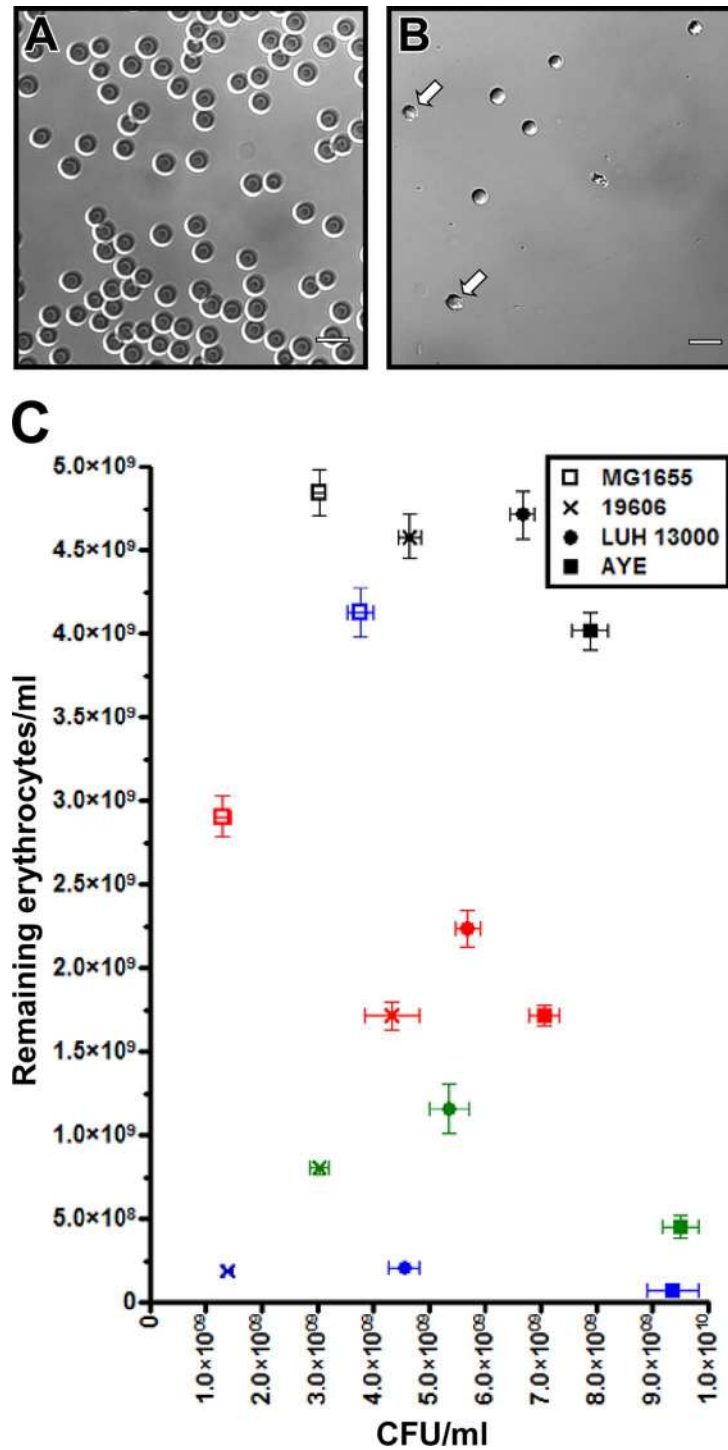 A
B
C
5.0×10⁹
4.5×10⁹
4.0×10⁹
3.5×10⁹
3.0×10⁹
2.5×10⁹
2.0×10⁹
1.5×10⁹
1.0×10⁹
5.0×10⁸
0
Remaining erythrocytes/ml
MG1655
19606
LUH 13000
AYE
0
1.0×10⁰⁹
2.0×10⁰⁹
3.0×10⁰⁹
4.0×10⁰⁹
5.0×10⁰⁹
6.0×10⁰⁹
7.0×10⁰⁹
8.0×10⁰⁹
9.0×10⁰⁹
1.0×10¹⁰
CFU/ml